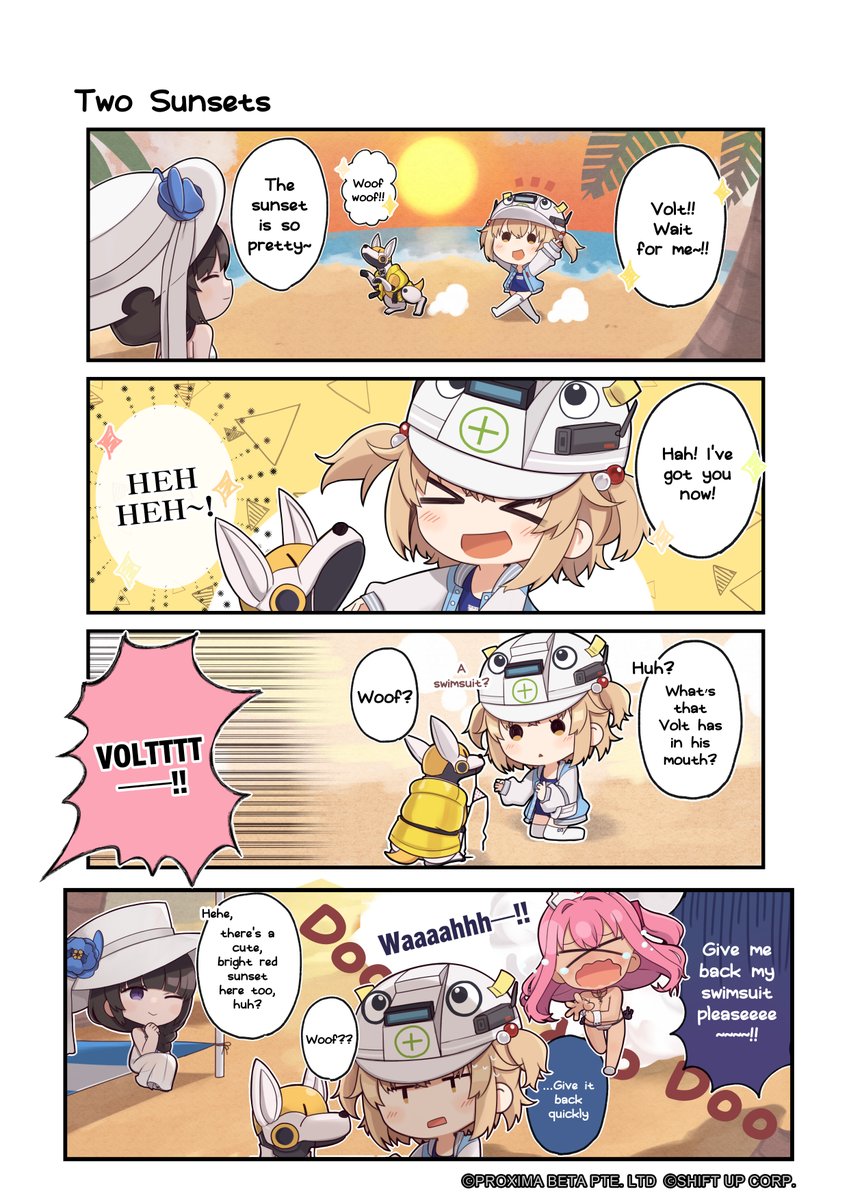 Two Sunsets
The
sunset
is so
pretty~
Woof
woof!!
Volt!!
Wait
for me~!!
HEH
HEH~!
Hah! I've
got you
now!
VOLTTTT
—!!
Woof?
A
swimsuit?
Huh?
What's
that
Volt has
in his
mouth?
Hehe,
there's a
cute,
bright red
sunset
here too,
huh?
Woof??
Doo
Waaaahhh—!!
Give me
back my
swimsuit
pleaseeee
~~~~!!
...Give it
back
quickly
Doo Doo
©PROXIMA BETA PTE. LTD ©SHIFT UP CORP.